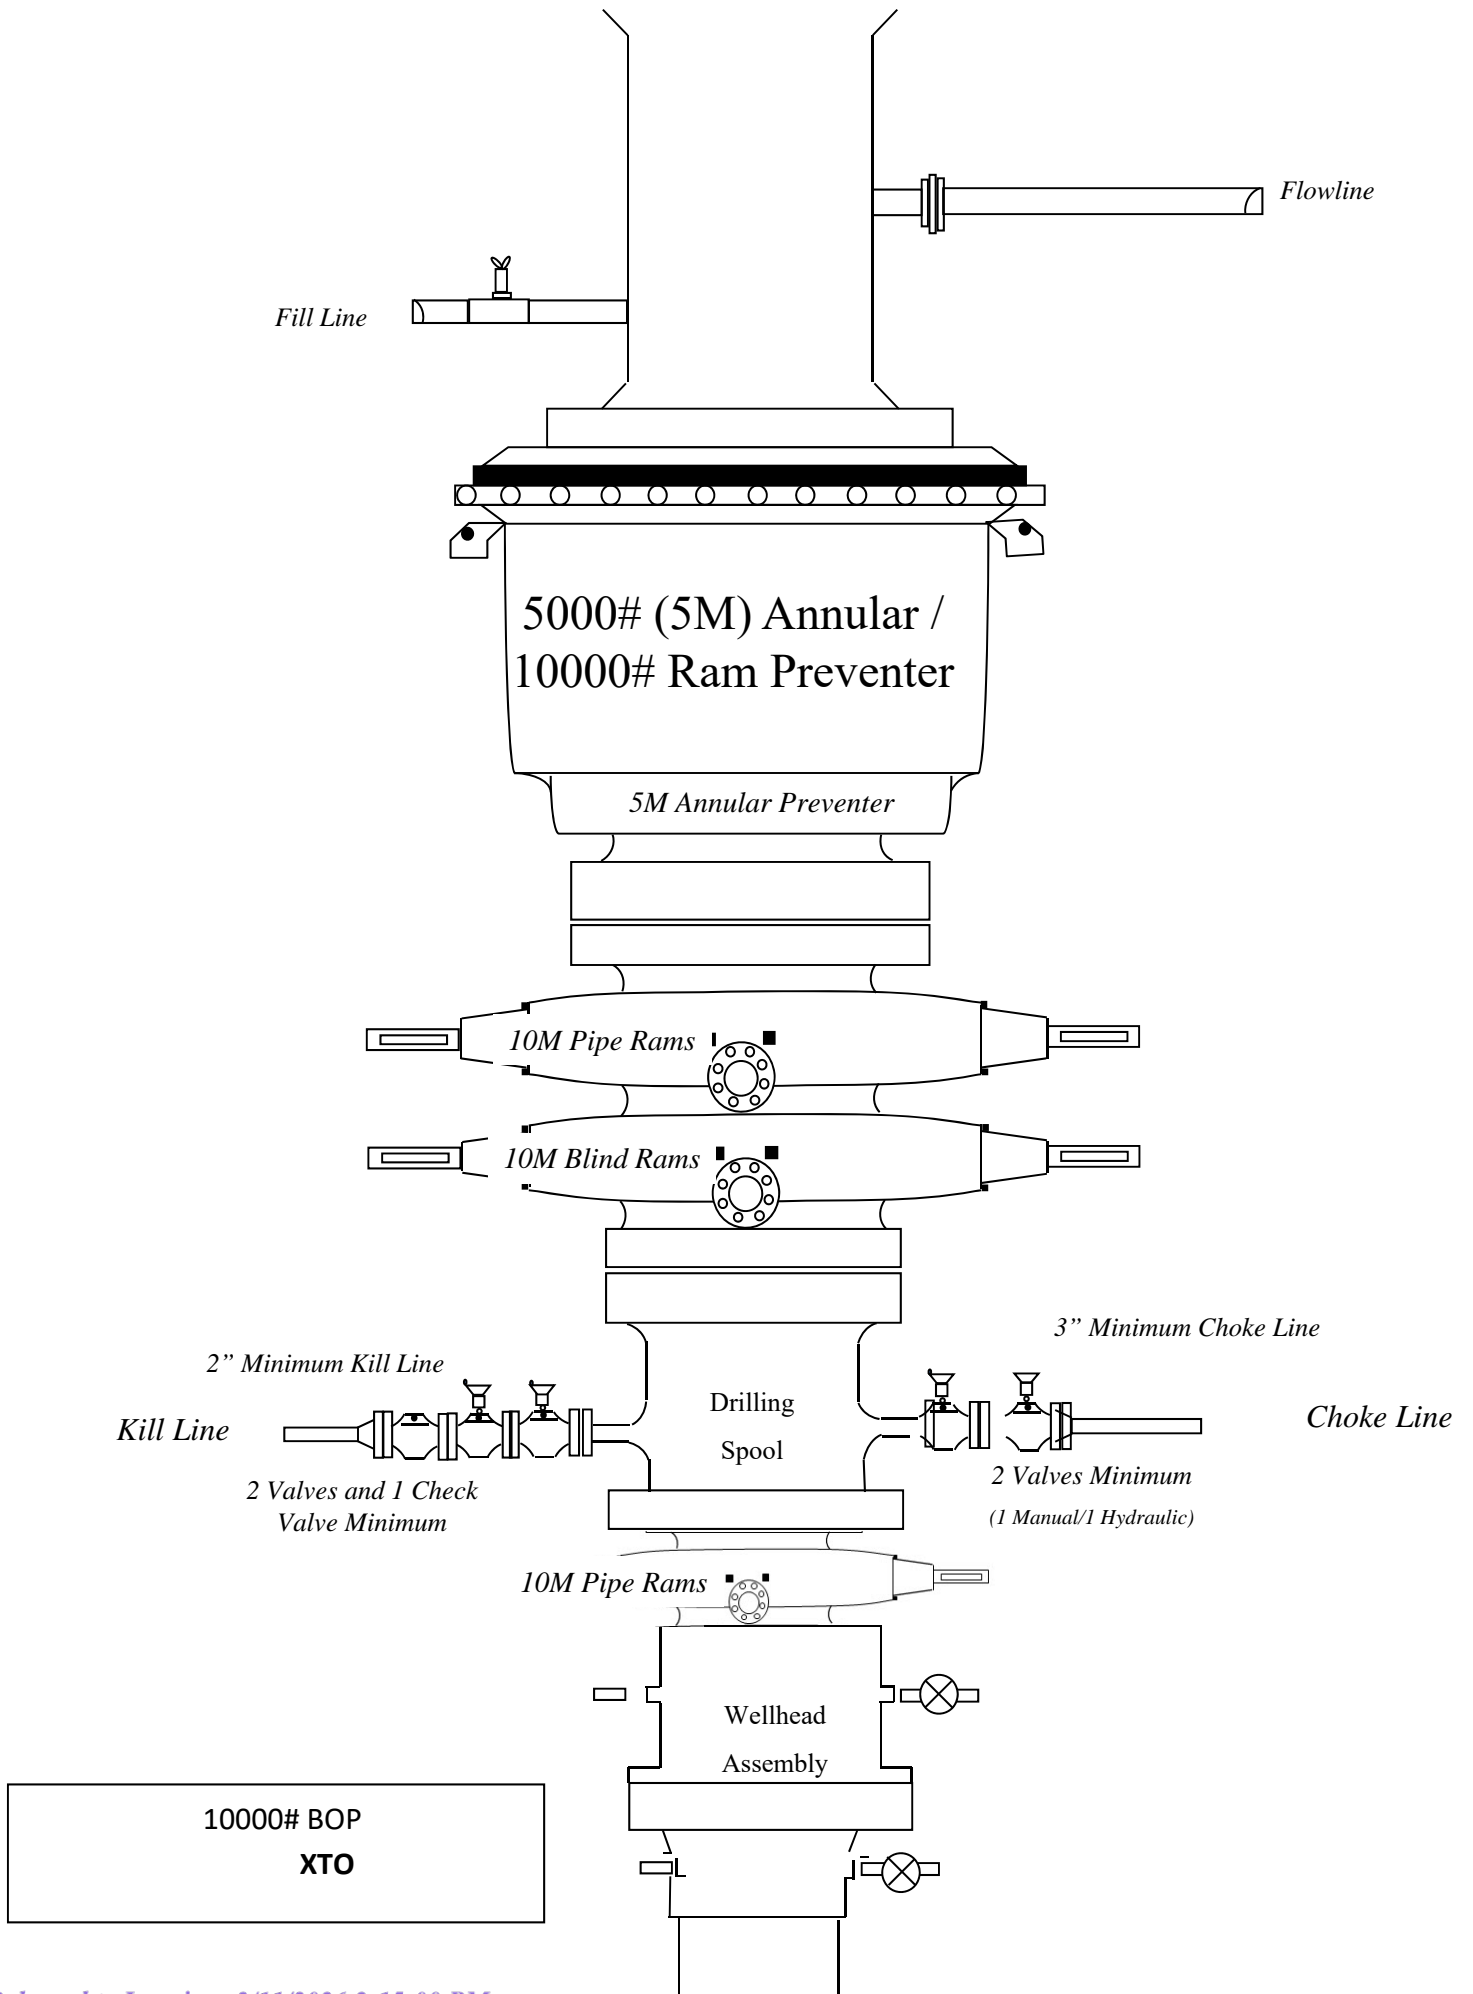 Flowline
Fill Line
5000# (5M) Annular /
10000# Ram Preventer
5M Annular Preventer
10M Pipe Rams
10M Blind Rams
3” Minimum Choke Line
2” Minimum Kill Line
Drilling
Spool
Kill Line
Choke Line
2 Valves and 1 Check
Valve Minimum
2 Valves Minimum
(1 Manual/1 Hydraulic)
10M Pipe Rams
Wellhead
Assembly
10000# BOP
XTO